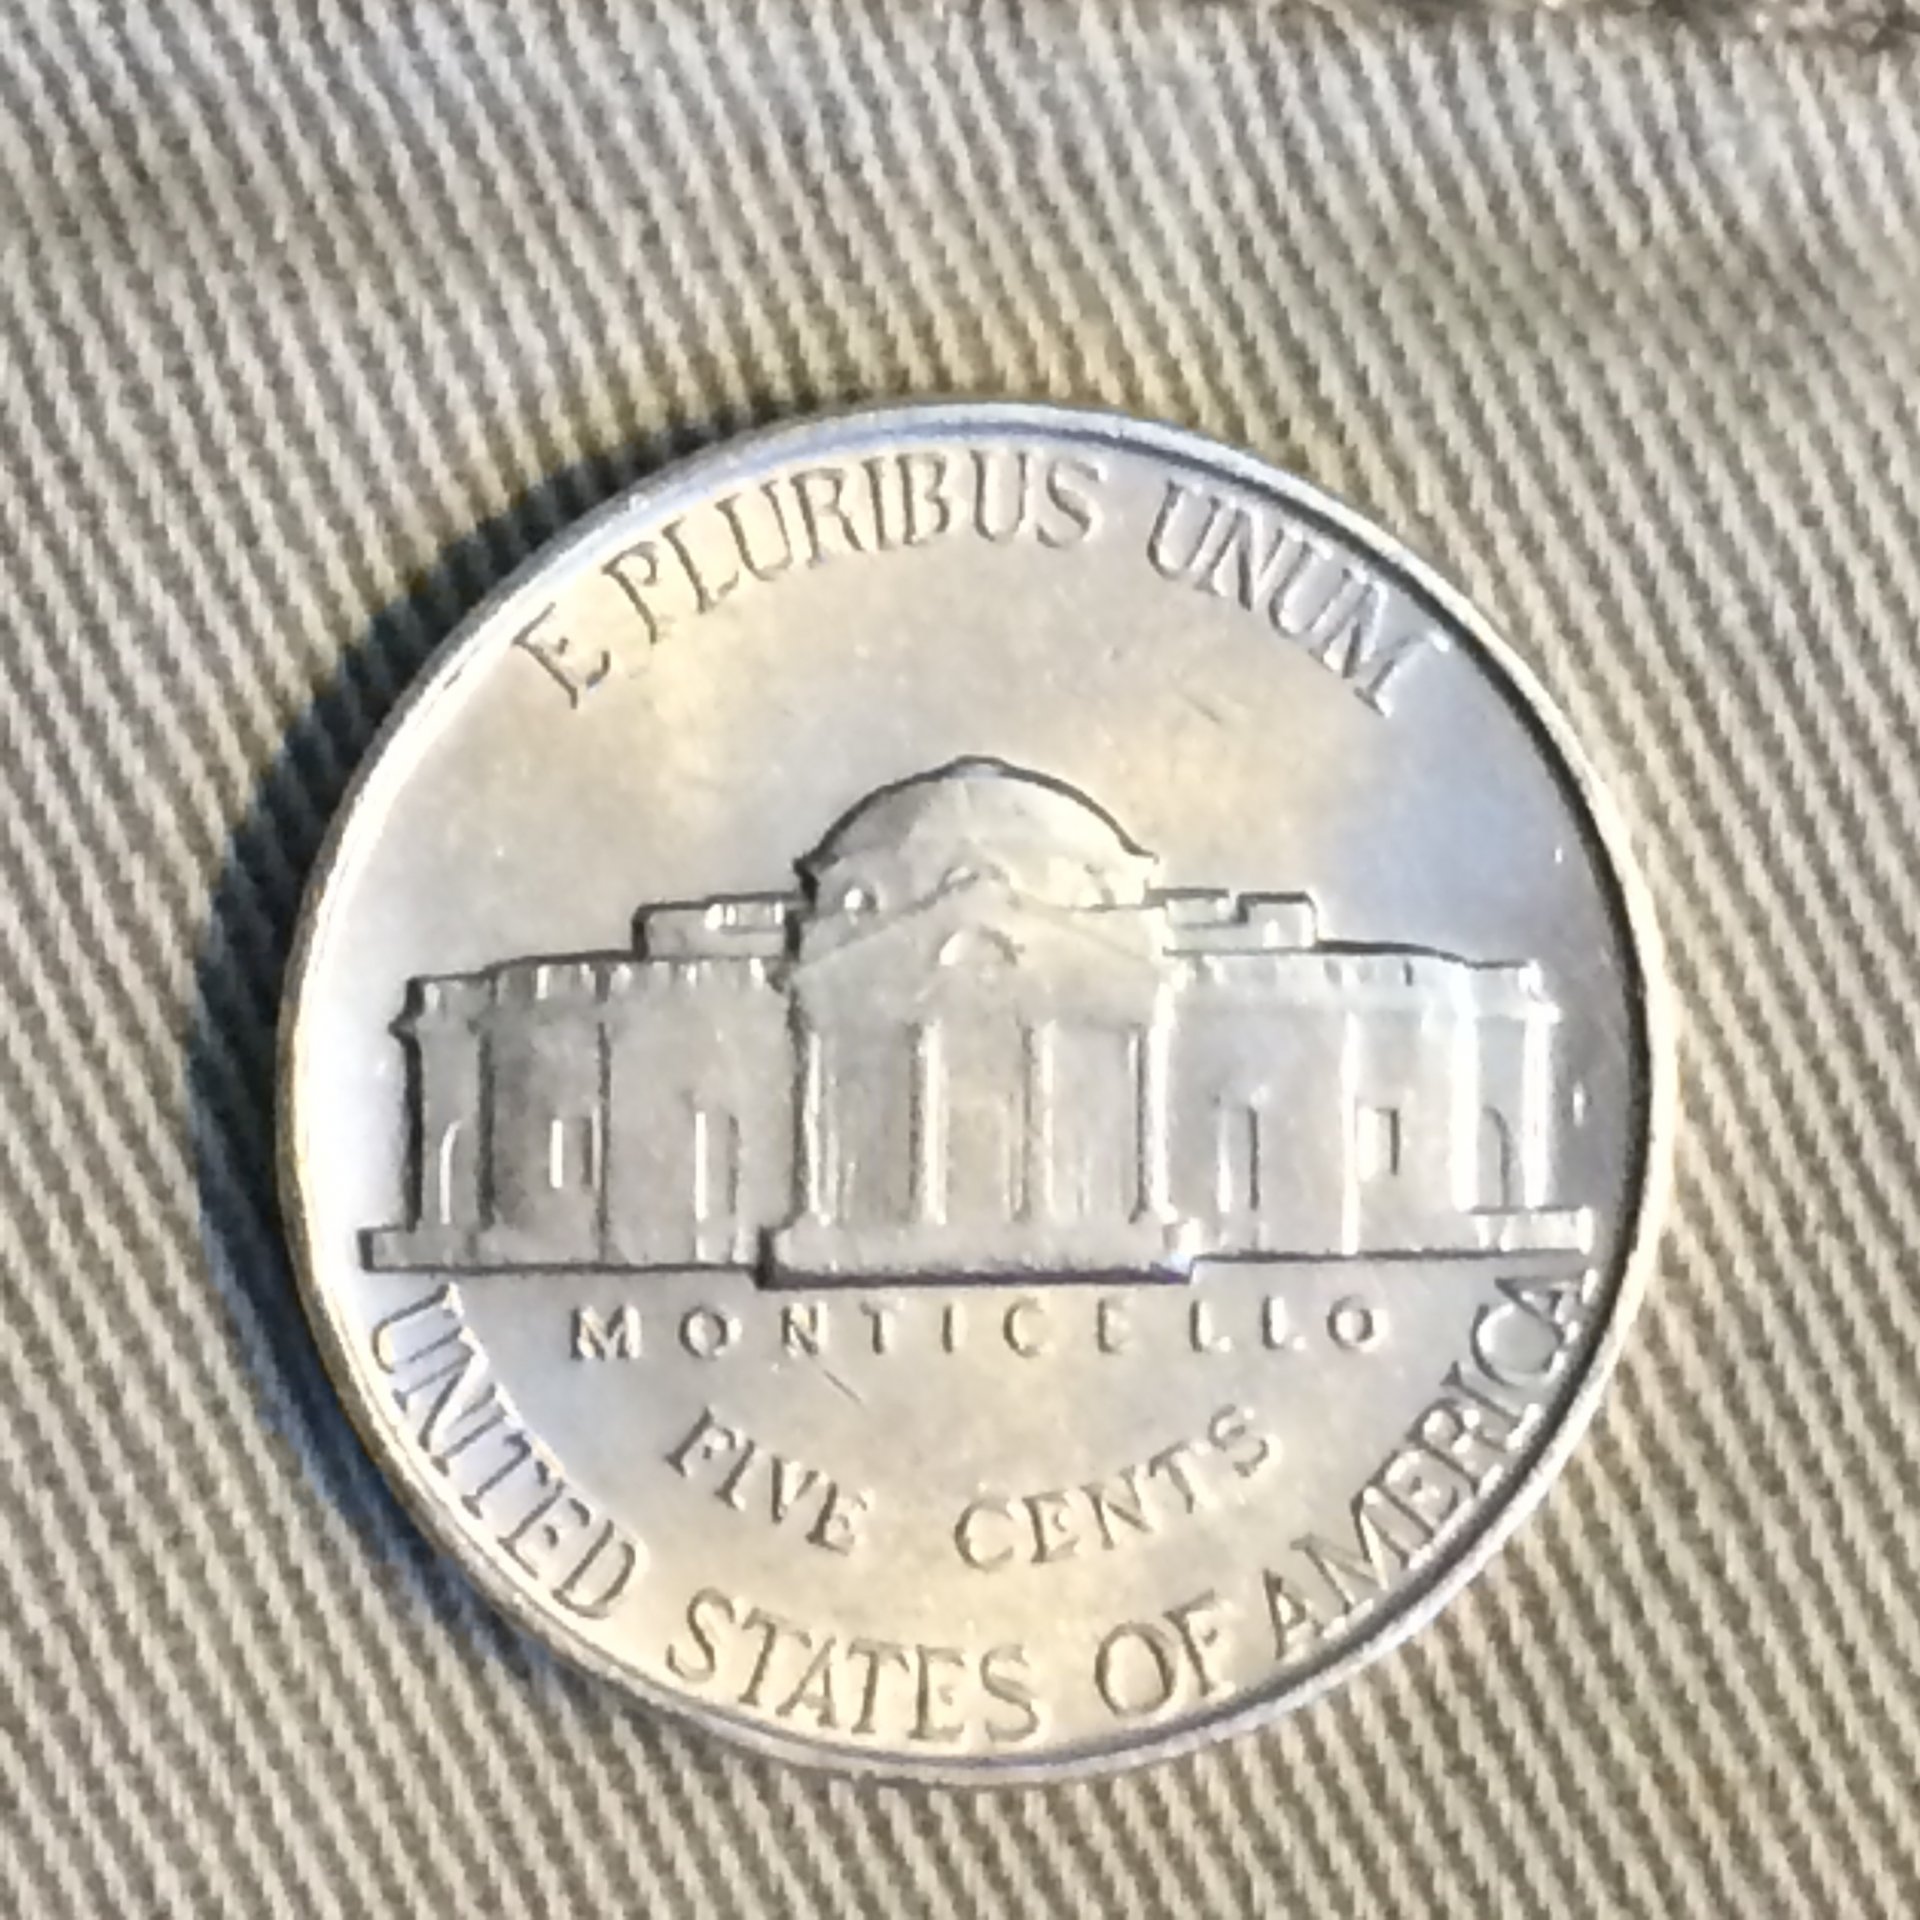 E PLURIBUS UNUM
MONTICELLO
FIVE CENTS
UNITED STATES OF AMERICA